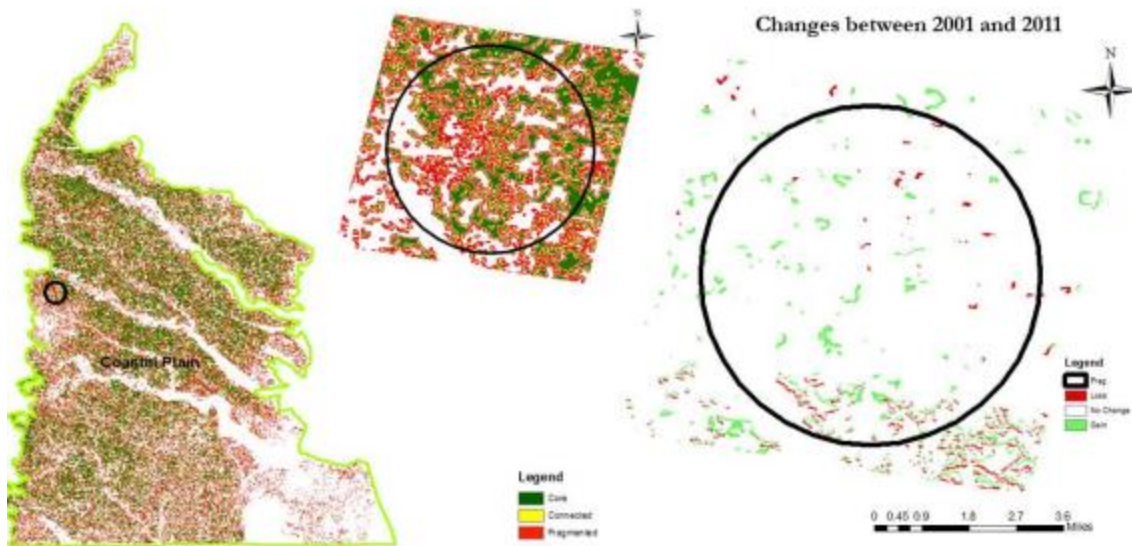 Changes between 2001 and 2011
N
N
Coastal Plain
Legend
Core
Connected
Fragmented
Legend
Frag
Loss
No Change
Gain
0 0.45 0.9 1.8 2.7 3.6
Miles